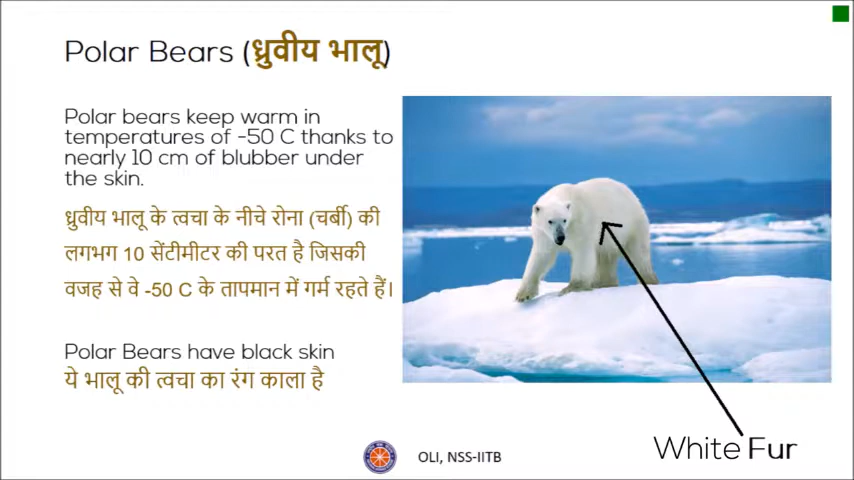 Polar Bears (ध्रुवीय भालू)
Polar bears keep warm in
temperatures of -50 C thanks to
nearly 10 cm of blubber under
the skin.
ध्रुवीय भालू के त्वचा के नीचे रोना (चर्बी) की
लगभग 10 सेंटीमीटर की परत है जिसकी
वजह से वे -50 C के तापमान में गर्म रहते हैं।
Polar Bears have black skin
ये भालू की त्वचा का रंग काला है
White Fur
OLI, NSS-IITB